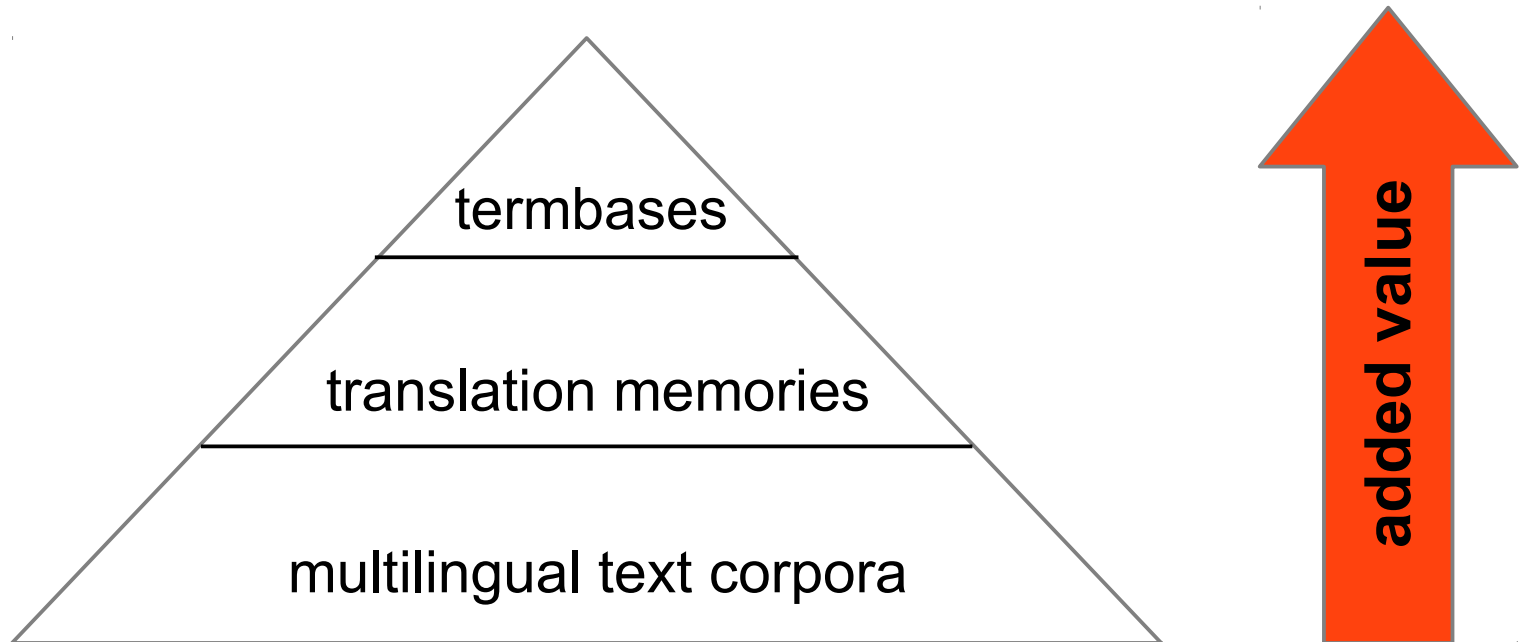 termbases
translation memories
multilingual text corpora
added value